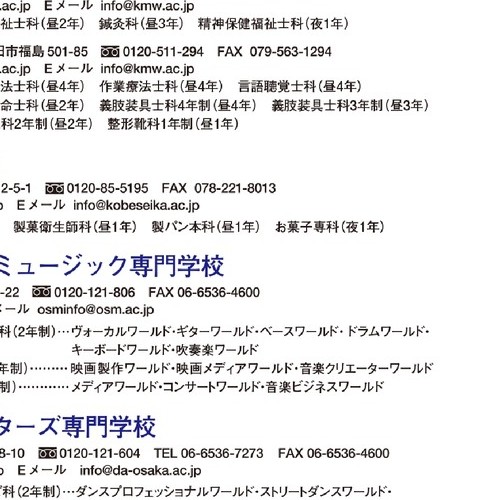 .ac.jp Eメール info@kmw.ac.jp
祉士科(昼3年) 鍼灸科(昼3年) 精神保健福祉士科(夜1年)
田市福島 501-85 0120-511-294 FAX 079-563-1294
.ac.jp Eメール info@kmw.ac.jp
法士科(昼4年) 作業療法士科(昼4年) 言語聴覚士科(昼4年)
命士科(昼2年) 義肢装具士科4年制(昼4年) 義肢装具士科3年制(昼3年)
科2年制(昼2年) 整形靴科1年制(昼1年)
2-5-1 0120-85-5195 FAX 078-221-8013
p Eメール info@kobeseika.ac.jp
製菓衛生師科(昼1年) 製パン本科(昼1年) お菓子専科(夜1年)
ミュージック専門学校
-22 0120-121-806 FAX 06-6536-4600
メール osminfo@osm.ac.jp
科(2年制)…ヴォーカルワールド・ギターワールド・ベースワールド・ドラムワールド・
キーボードワールド・吹奏楽ワールド
年制)………映画製作ワールド・映画メディアワールド・音楽クリエーターワールド
制)…………メディアワールド・コンサートワールド・音楽ビジネスワールド
ターズ専門学校
8-10 0120-121-604 TEL 06-6536-7273 FAX 06-6536-4600
p Eメール info@da-osaka.ac.jp
科(2年制)…ダンスプロフェッショナルワールド・ストリートダンスワールド・